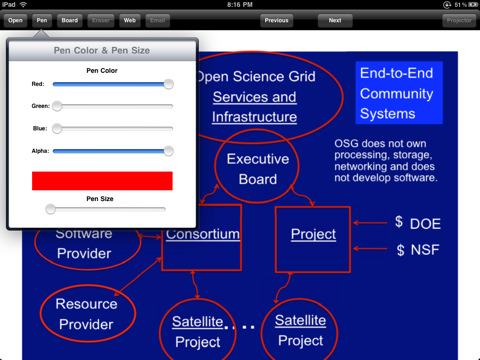 iPad
8:16 PM
51 %
Open
Pen
Board
Eraser
Web
Email
Previous
Next
Projector
Pen Color & Pen Size
Pen Color
Red:
Green:
Blue:
Alpha:
Pen Size
Open Science Grid
Services and
Infrastructure
End-to-End
Community
Systems
OSG does not own
processing, storage,
networking and does
not develop software.
Executive
Board
Software
Provider
Consortium
Project
$ DOE
$ NSF
Resource
Provider
Satellite
Project
....
Satellite
Project